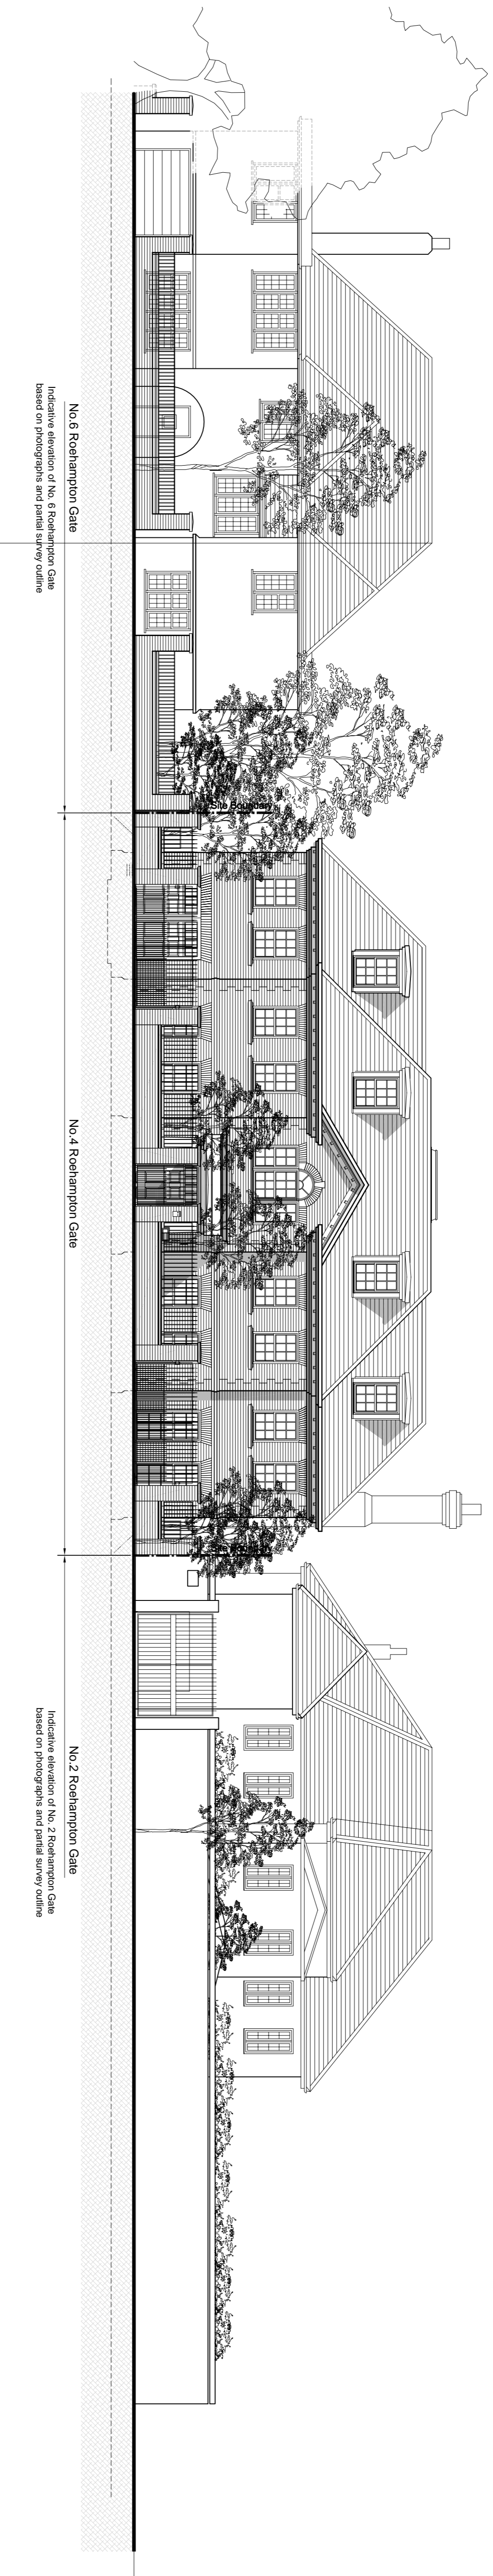 Site Boundary
Site Boundary
No.6 Roehampton Gate
Indicative elevation of No. 6 Roehampton Gate
based on photographs and partial survey outline
No.4 Roehampton Gate
No.2 Roehampton Gate
Indicative elevation of No. 2 Roehampton Gate
based on photographs and partial survey outline